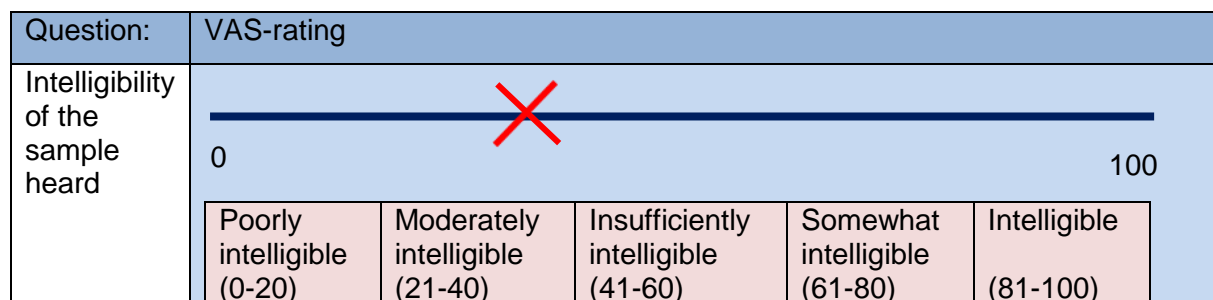 Question:
VAS-rating
Intelligibility
of the
sample
heard
0
100
Poorly
intelligible
(0-20)
Moderately
intelligible
(21-40)
Insufficiently
intelligible
(41-60)
Somewhat
intelligible
(61-80)
Intelligible
(81-100)